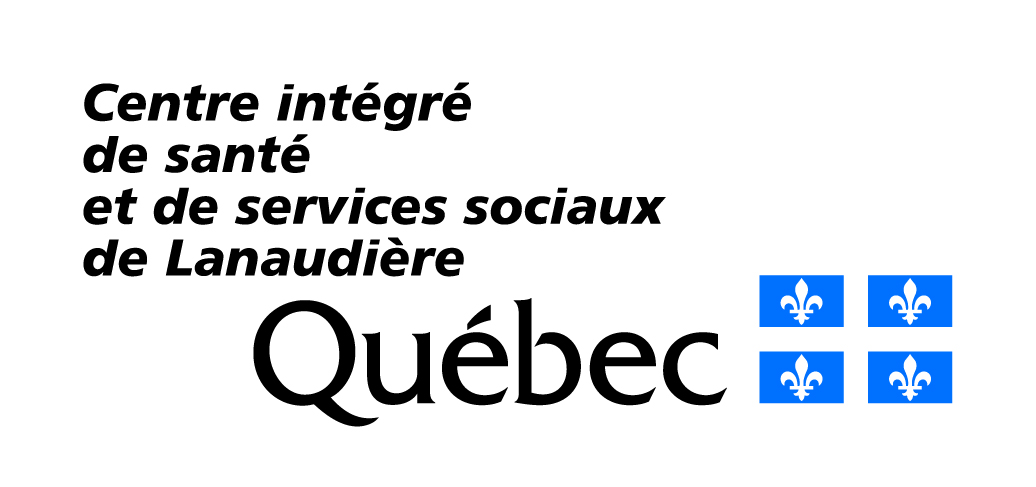 Centre intégré
de santé
et de services sociaux
de Lanaudière
Québec